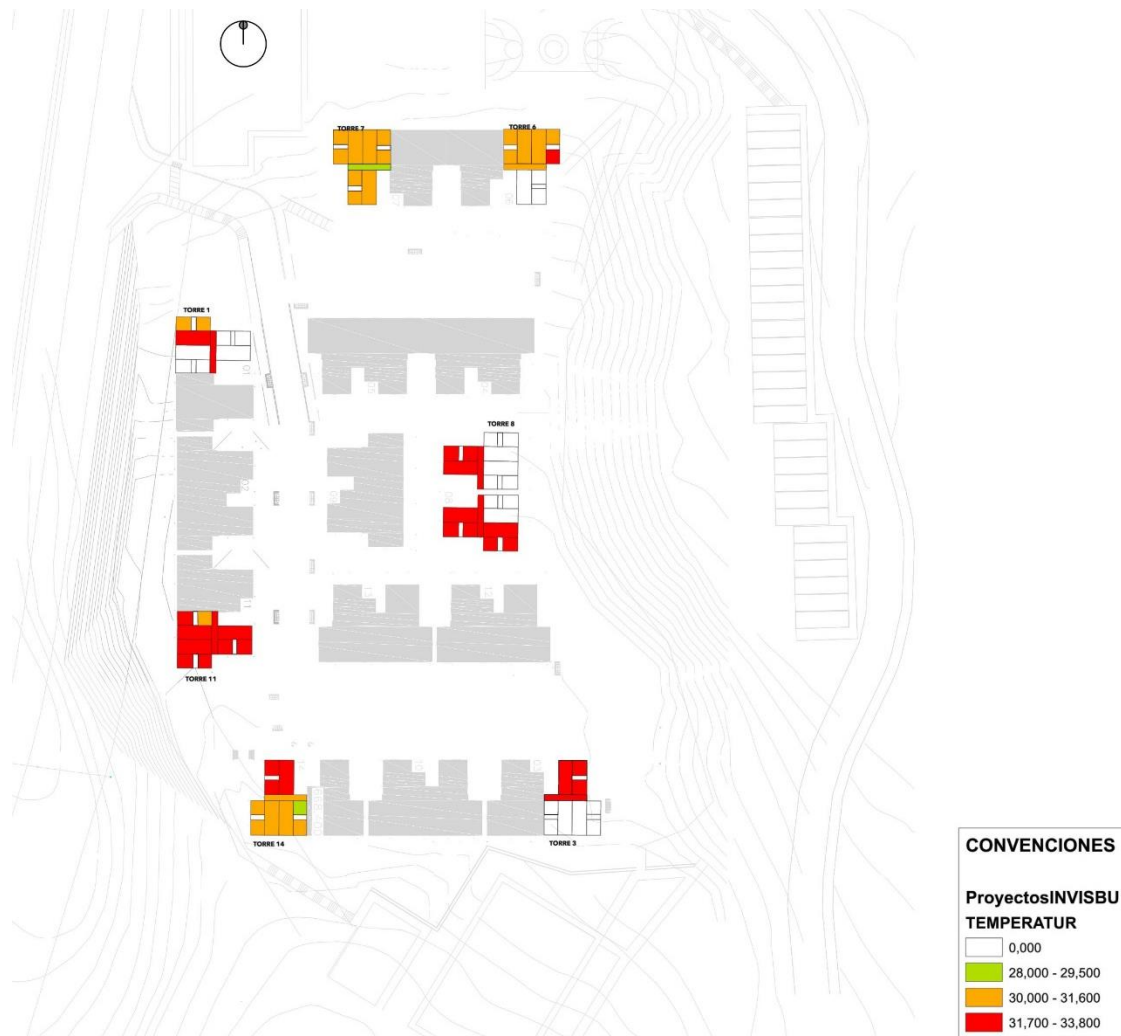 TORRE 7
TORRE 6
TORRE 1
TORRE 8
TORRE 11
TORRE 14
TORRE 3
CONVENCIONES
ProyectosINVISBU
TEMPERATUR
0,000
28,000 - 29,500
30,000 - 31,600
31,700 - 33,800